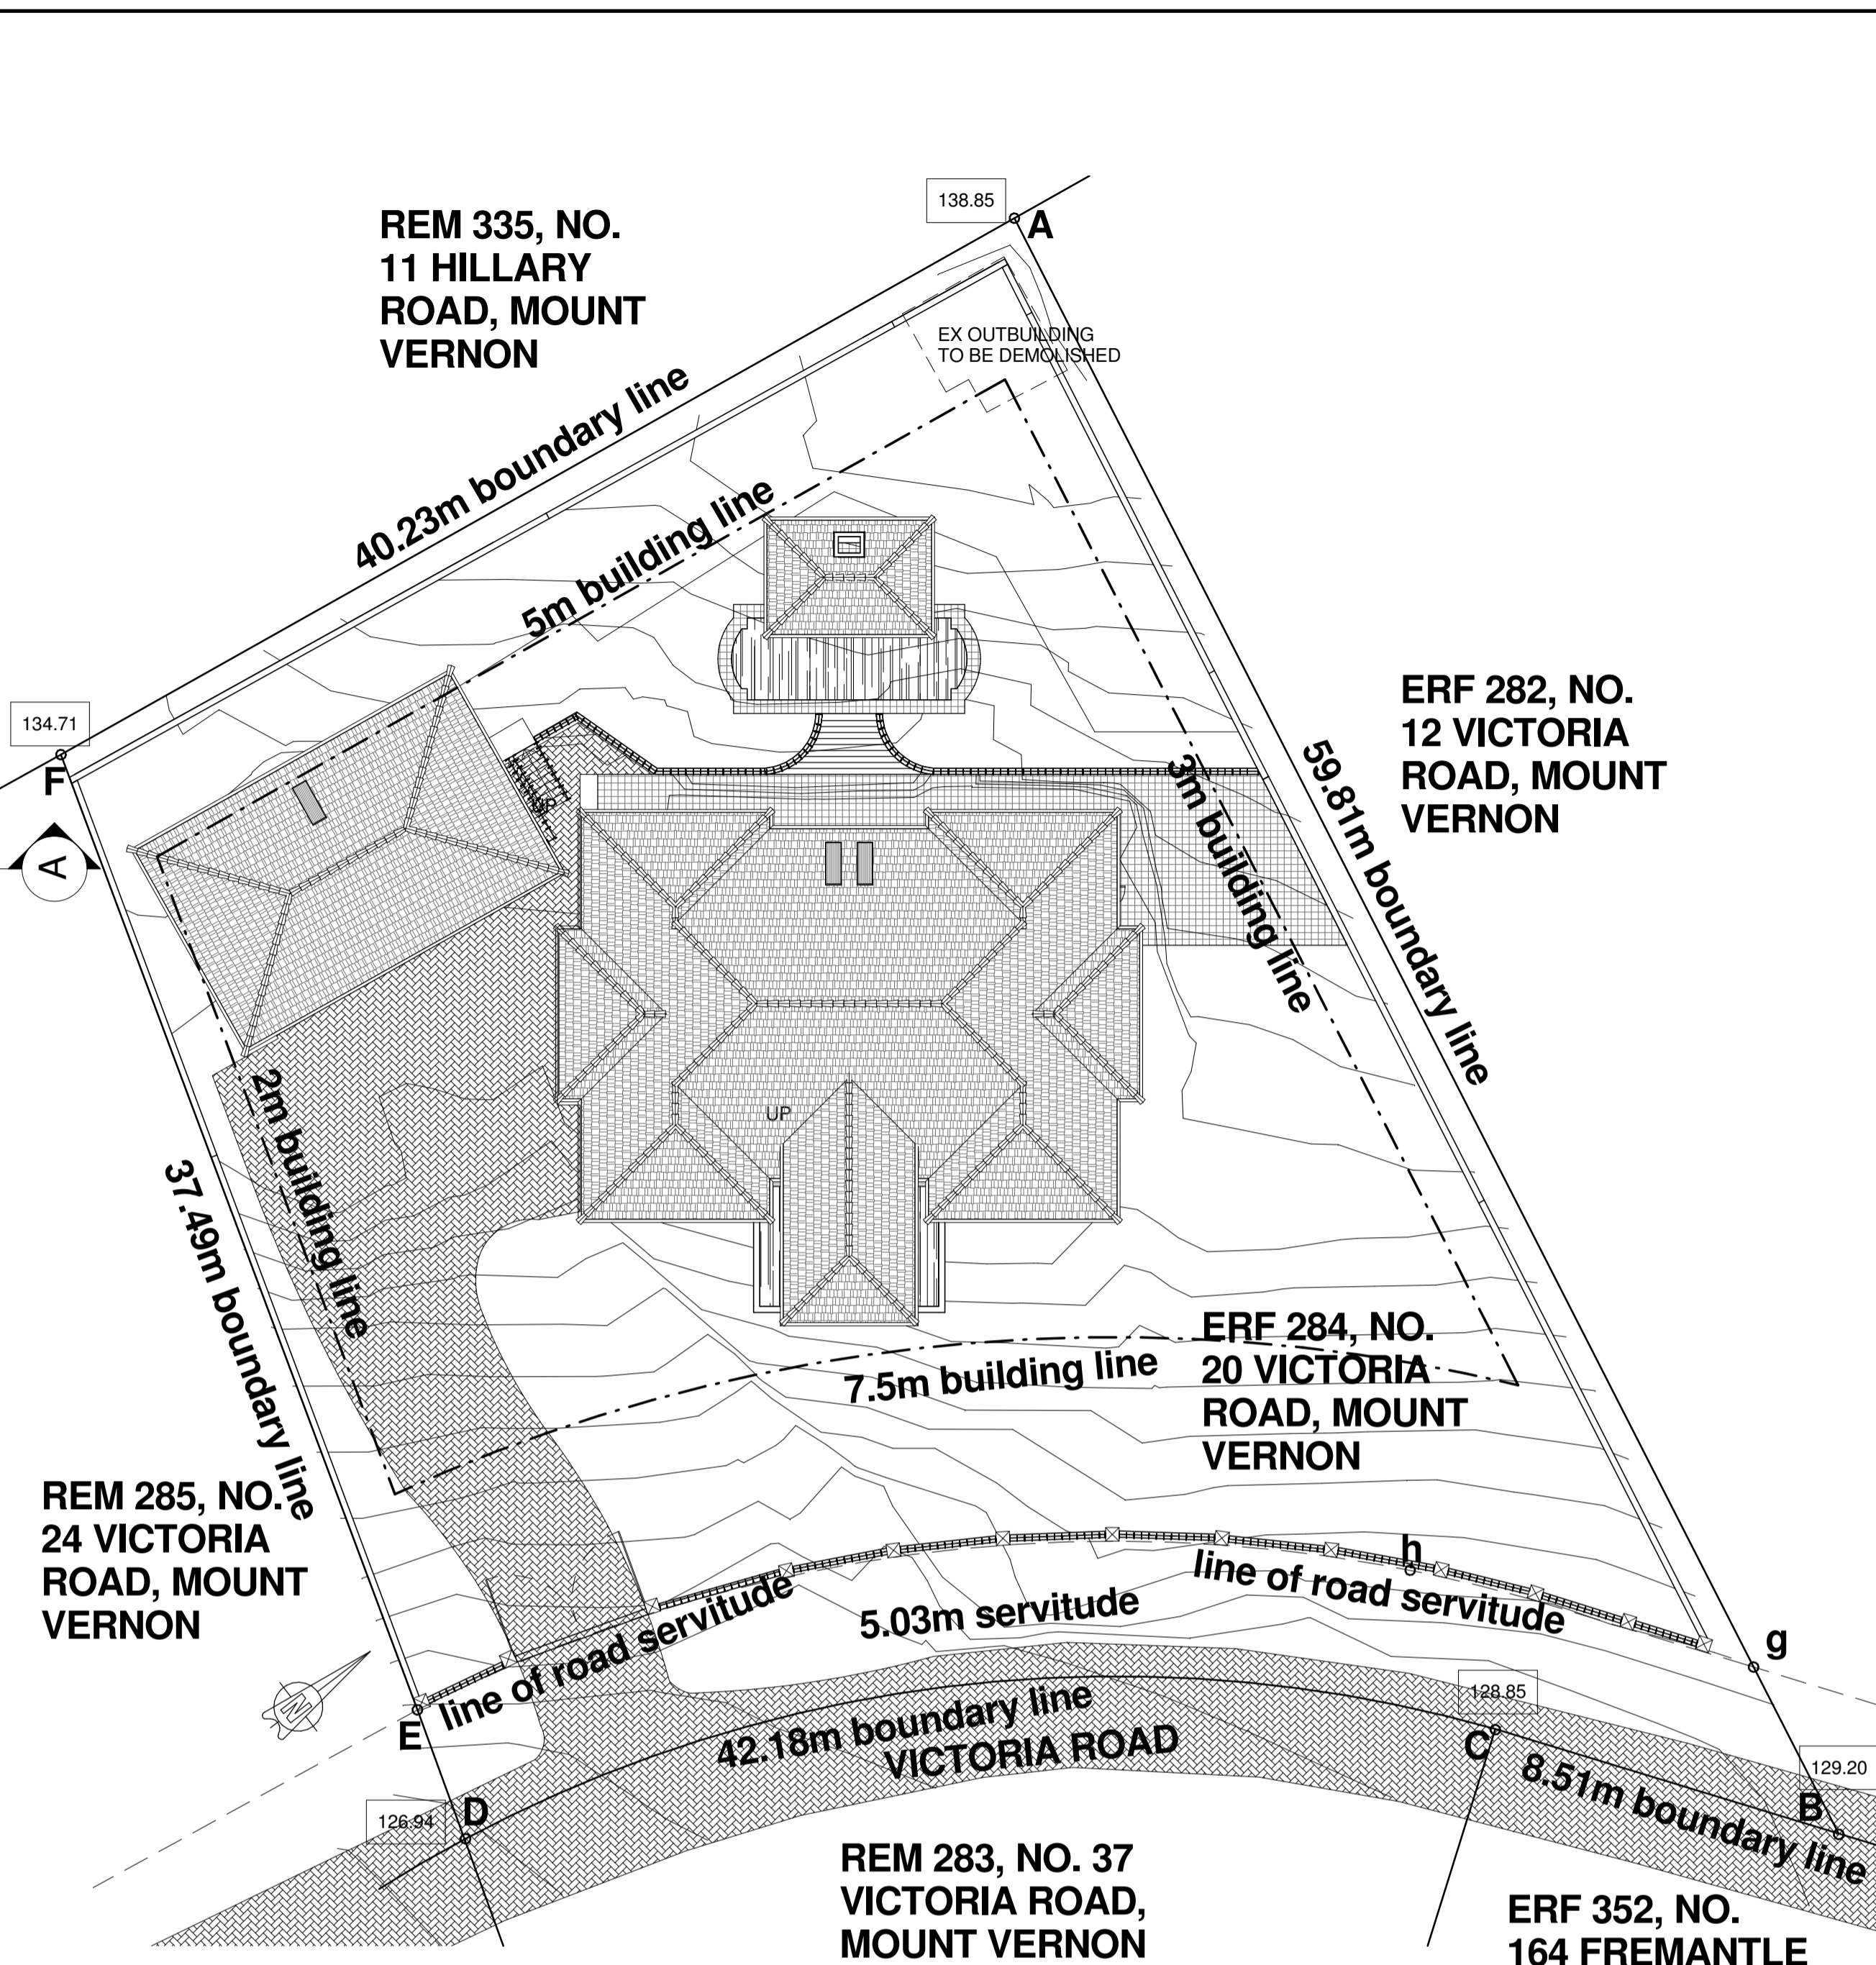 138.85
A
REM 335, NO.
11 HILLARY
ROAD, MOUNT
VERNON
EX OUTBUILDING
TO BE DEMOLISHED
40.23m boundary line
5m building line
134.71
F
A
ERF 282, NO.
12 VICTORIA
ROAD, MOUNT
VERNON
59.81m boundary line
3m building line
UP
UP
2m building line
37.49m boundary line
ERF 284, NO.
20 VICTORIA
ROAD, MOUNT
VERNON
7.5m building line
REM 285, NO.
24 VICTORIA
ROAD, MOUNT
VERNON
h
line of road servitude
line of road servitude
5.03m servitude
g
N
E
128.85
C
42.18m boundary line
VICTORIA ROAD
8.51m boundary line
129.20
B
126.94
D
REM 283, NO. 37
VICTORIA ROAD,
MOUNT VERNON
ERF 352, NO.
164 FREMANTLE